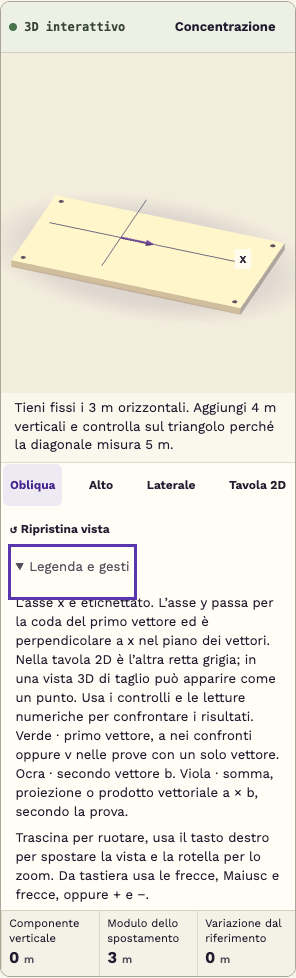 3D interattivo
Concentrazione
x
Tieni fissi i 3 m orizzontali. Aggiungi 4 m
verticali e controlla sul triangolo perché
la diagonale misura 5 m.
Obliqua
Alto
Laterale
Tavola 2D
↺ Ripristina vista
▼ Legenda e gesti
L’asse x è etichettato. L’asse y passa per
la coda del primo vettore ed è
perpendicolare a x nel piano dei vettori.
Nella tavola 2D è l’altra retta grigia; in
una vista 3D di taglio può apparire come
un punto. Usa i controlli e le letture
numeriche per confrontare i risultati.
Verde · primo vettore, a nei confronti
oppure v nelle prove con un solo vettore.
Ocra · secondo vettore b. Viola · somma,
proiezione o prodotto vettoriale a × b,
secondo la prova.
Trascina per ruotare, usa il tasto destro
per spostare la vista e la rotella per lo
zoom. Da tastiera usa le frecce, Maiusc e
frecce, oppure + e −.
Componente
verticale
0 m
Modulo dello
spostamento
3 m
Variazione dal
riferimento
0 m